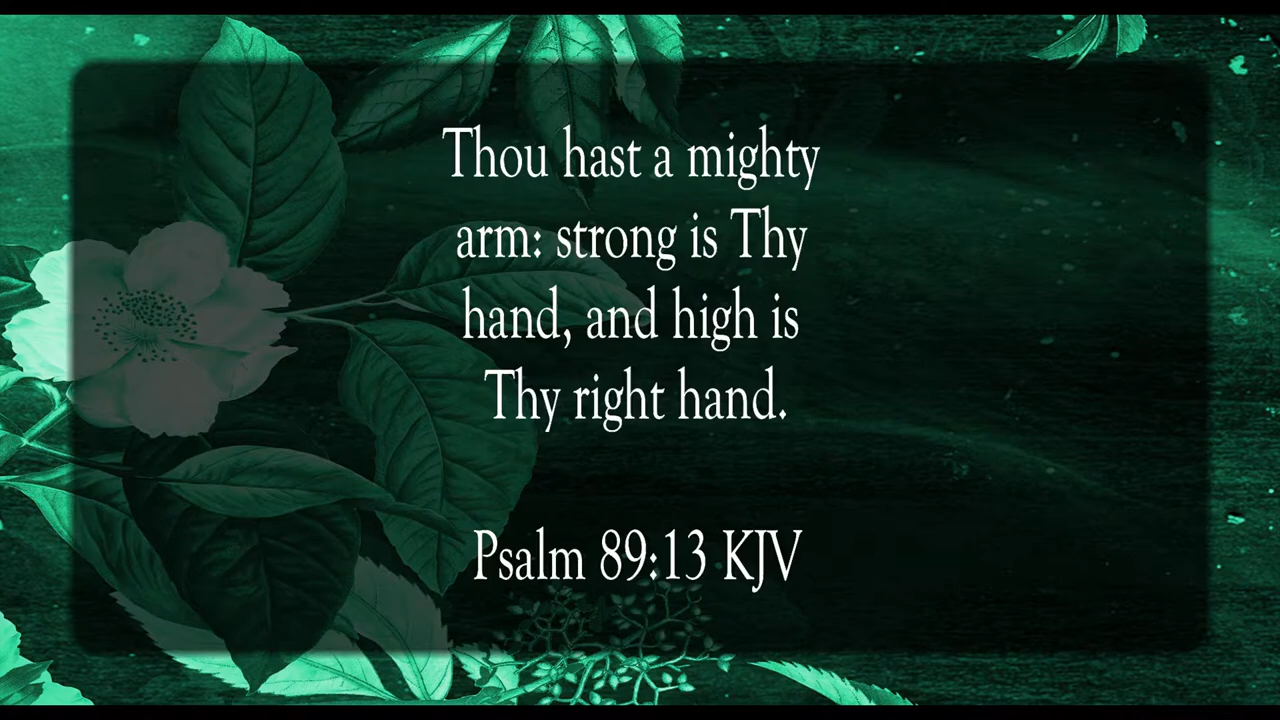 Thou hast a mighty
arm: strong is Thy
hand, and high is
Thy right hand.
Psalm 89:13 KJV